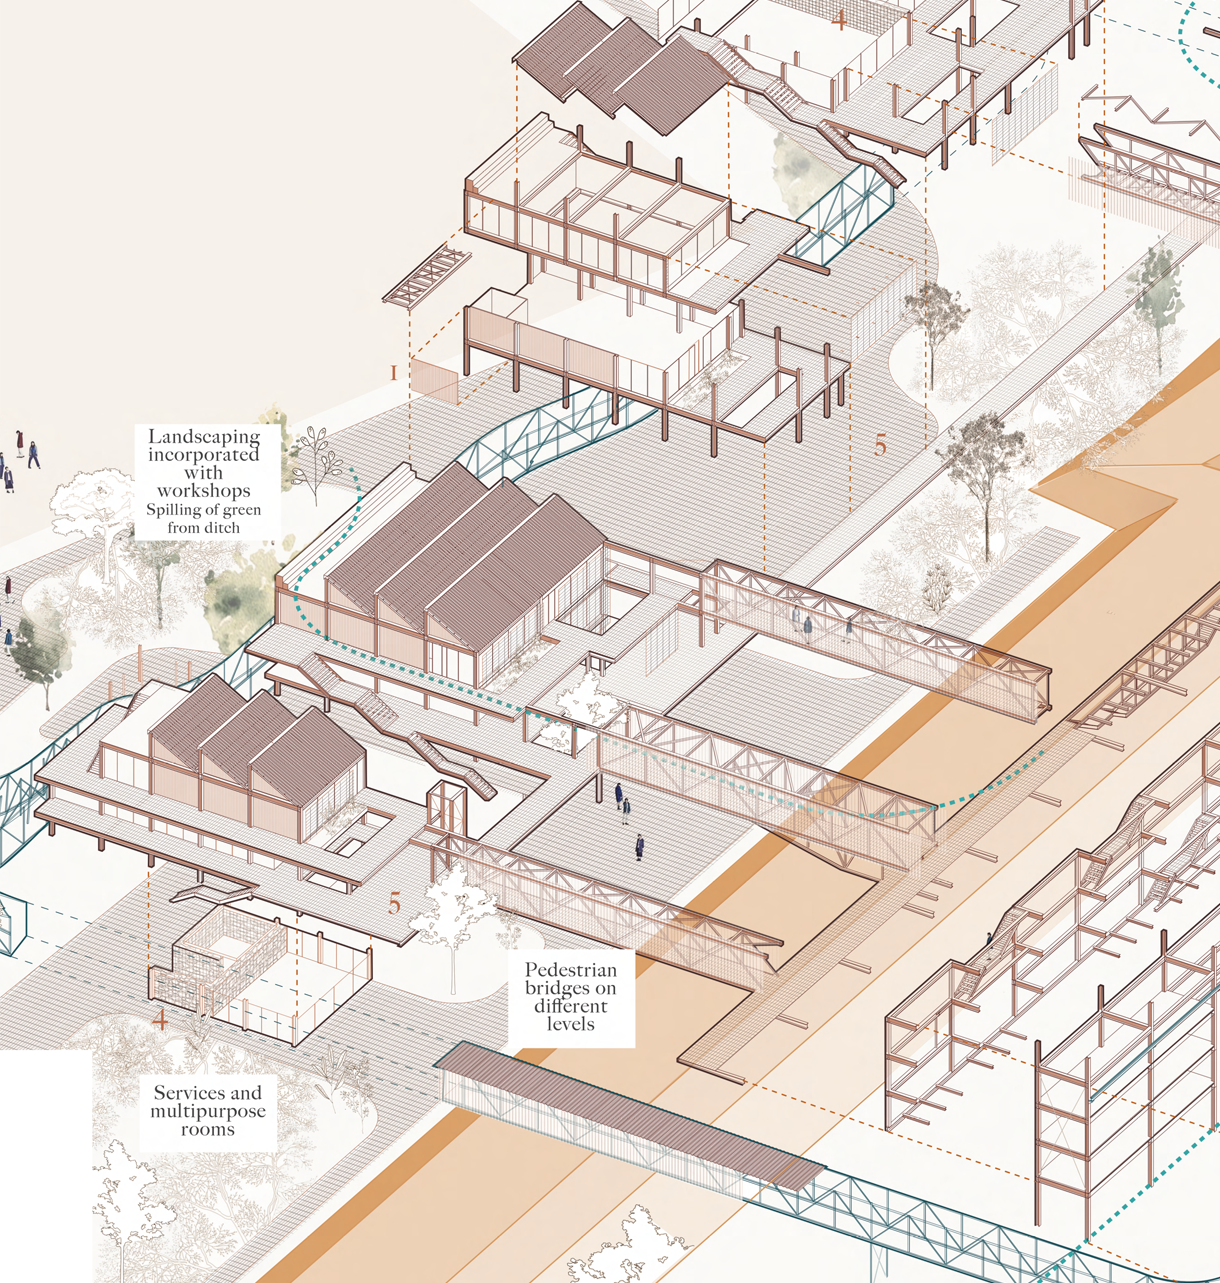 4
1
5
Landscaping
incorporated
with
workshops
Spilling of green
from ditch
5
Pedestrian
bridges on
different
levels
4
Services and
multipurpose
rooms